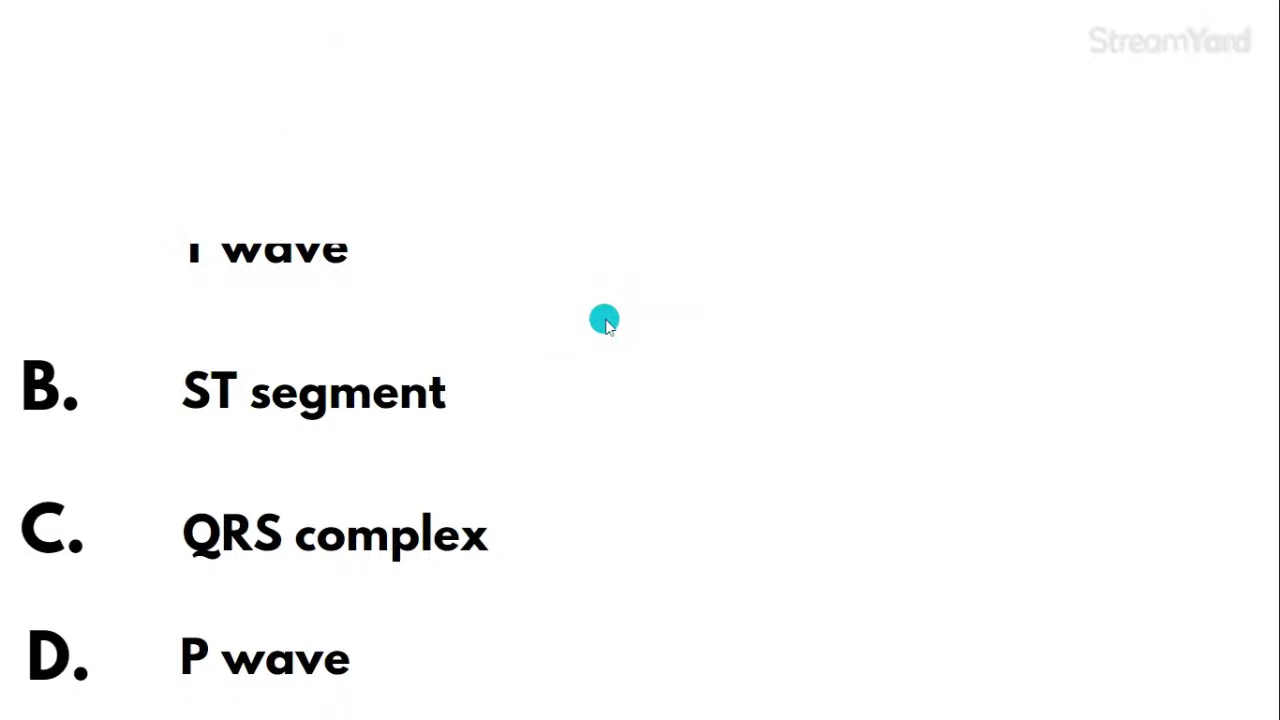 StreamYard
T wave
B. ST segment
C. QRS complex
D. P wave